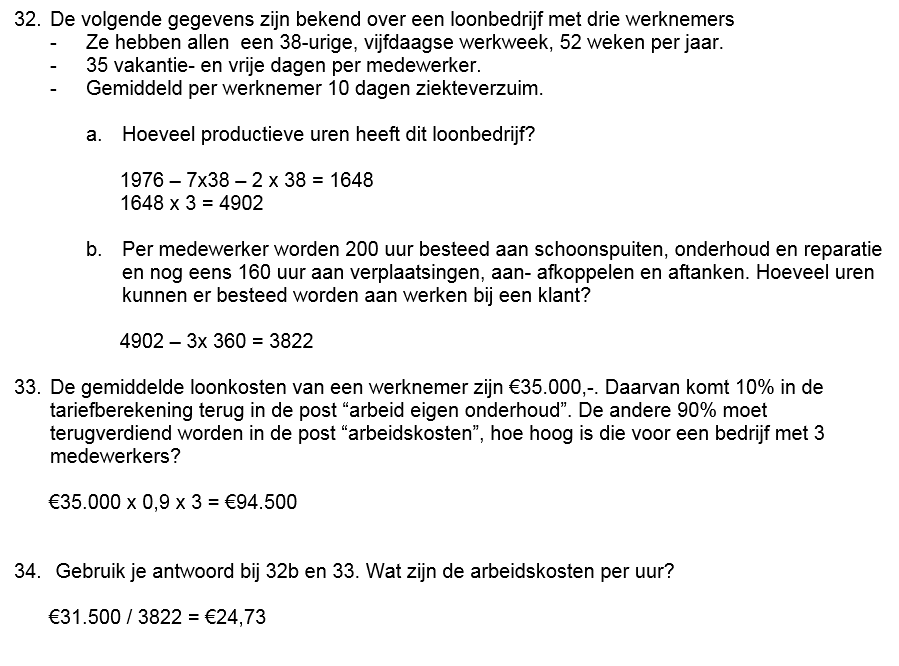 32. De volgende gegevens zijn bekend over een loonbedrijf met drie werknemers
- Ze hebben allen een 38-urige, vijfdaagse werkweek, 52 weken per jaar.
- 35 vakantie- en vrije dagen per medewerker.
- Gemiddeld per werknemer 10 dagen ziekteverzuim.
a. Hoeveel productieve uren heeft dit loonbedrijf?
1976 – 7x38 – 2 x 38 = 1648
1648 x 3 = 4902
b. Per medewerker worden 200 uur besteed aan schoonspuiten, onderhoud en reparatie
en nog eens 160 uur aan verplaatsingen, aan- afkoppelen en aftanken. Hoeveel uren
kunnen er besteed worden aan werken bij een klant?
4902 – 3x 360 = 3822
33. De gemiddelde loonkosten van een werknemer zijn €35.000,-. Daarvan komt 10% in de
tariefberekening terug in de post “arbeid eigen onderhoud”. De andere 90% moet
terugverdiend worden in de post “arbeidskosten”, hoe hoog is die voor een bedrijf met 3
medewerkers?
€35.000 x 0,9 x 3 = €94.500
34. Gebruik je antwoord bij 32b en 33. Wat zijn de arbeidskosten per uur?
€31.500 / 3822 = €24,73